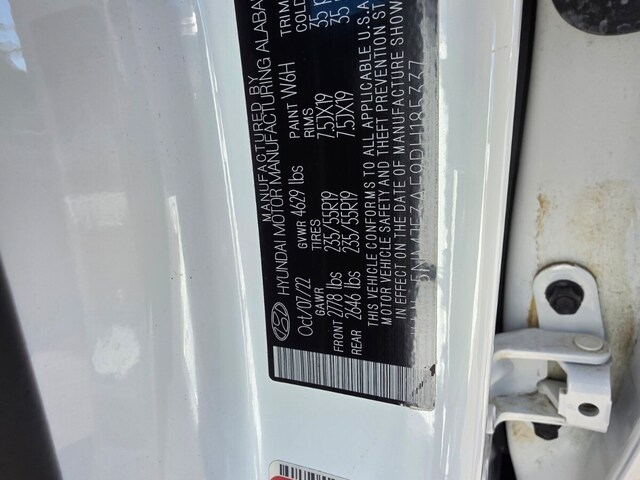 MANUFACTURED BY
HYUNDAI MOTOR MANUFACTURING ALABA
Oct/07/22 GVWR 4629 lbs PAINT W6H TRIM
GAWR TIRES RIMS COLD
FRONT 2778 lbs 235/55R19 7.5JX19 35
REAR 2646 lbs 235/55R19 7.5JX19 35
THIS VEHICLE CONFORMS TO ALL APPLICABLE U.S.A
MOTOR VEHICLE SAFETY AND THEFT PREVENTION ST
IN EFFECT ON THE DATE OF MANUFACTURE SHOW